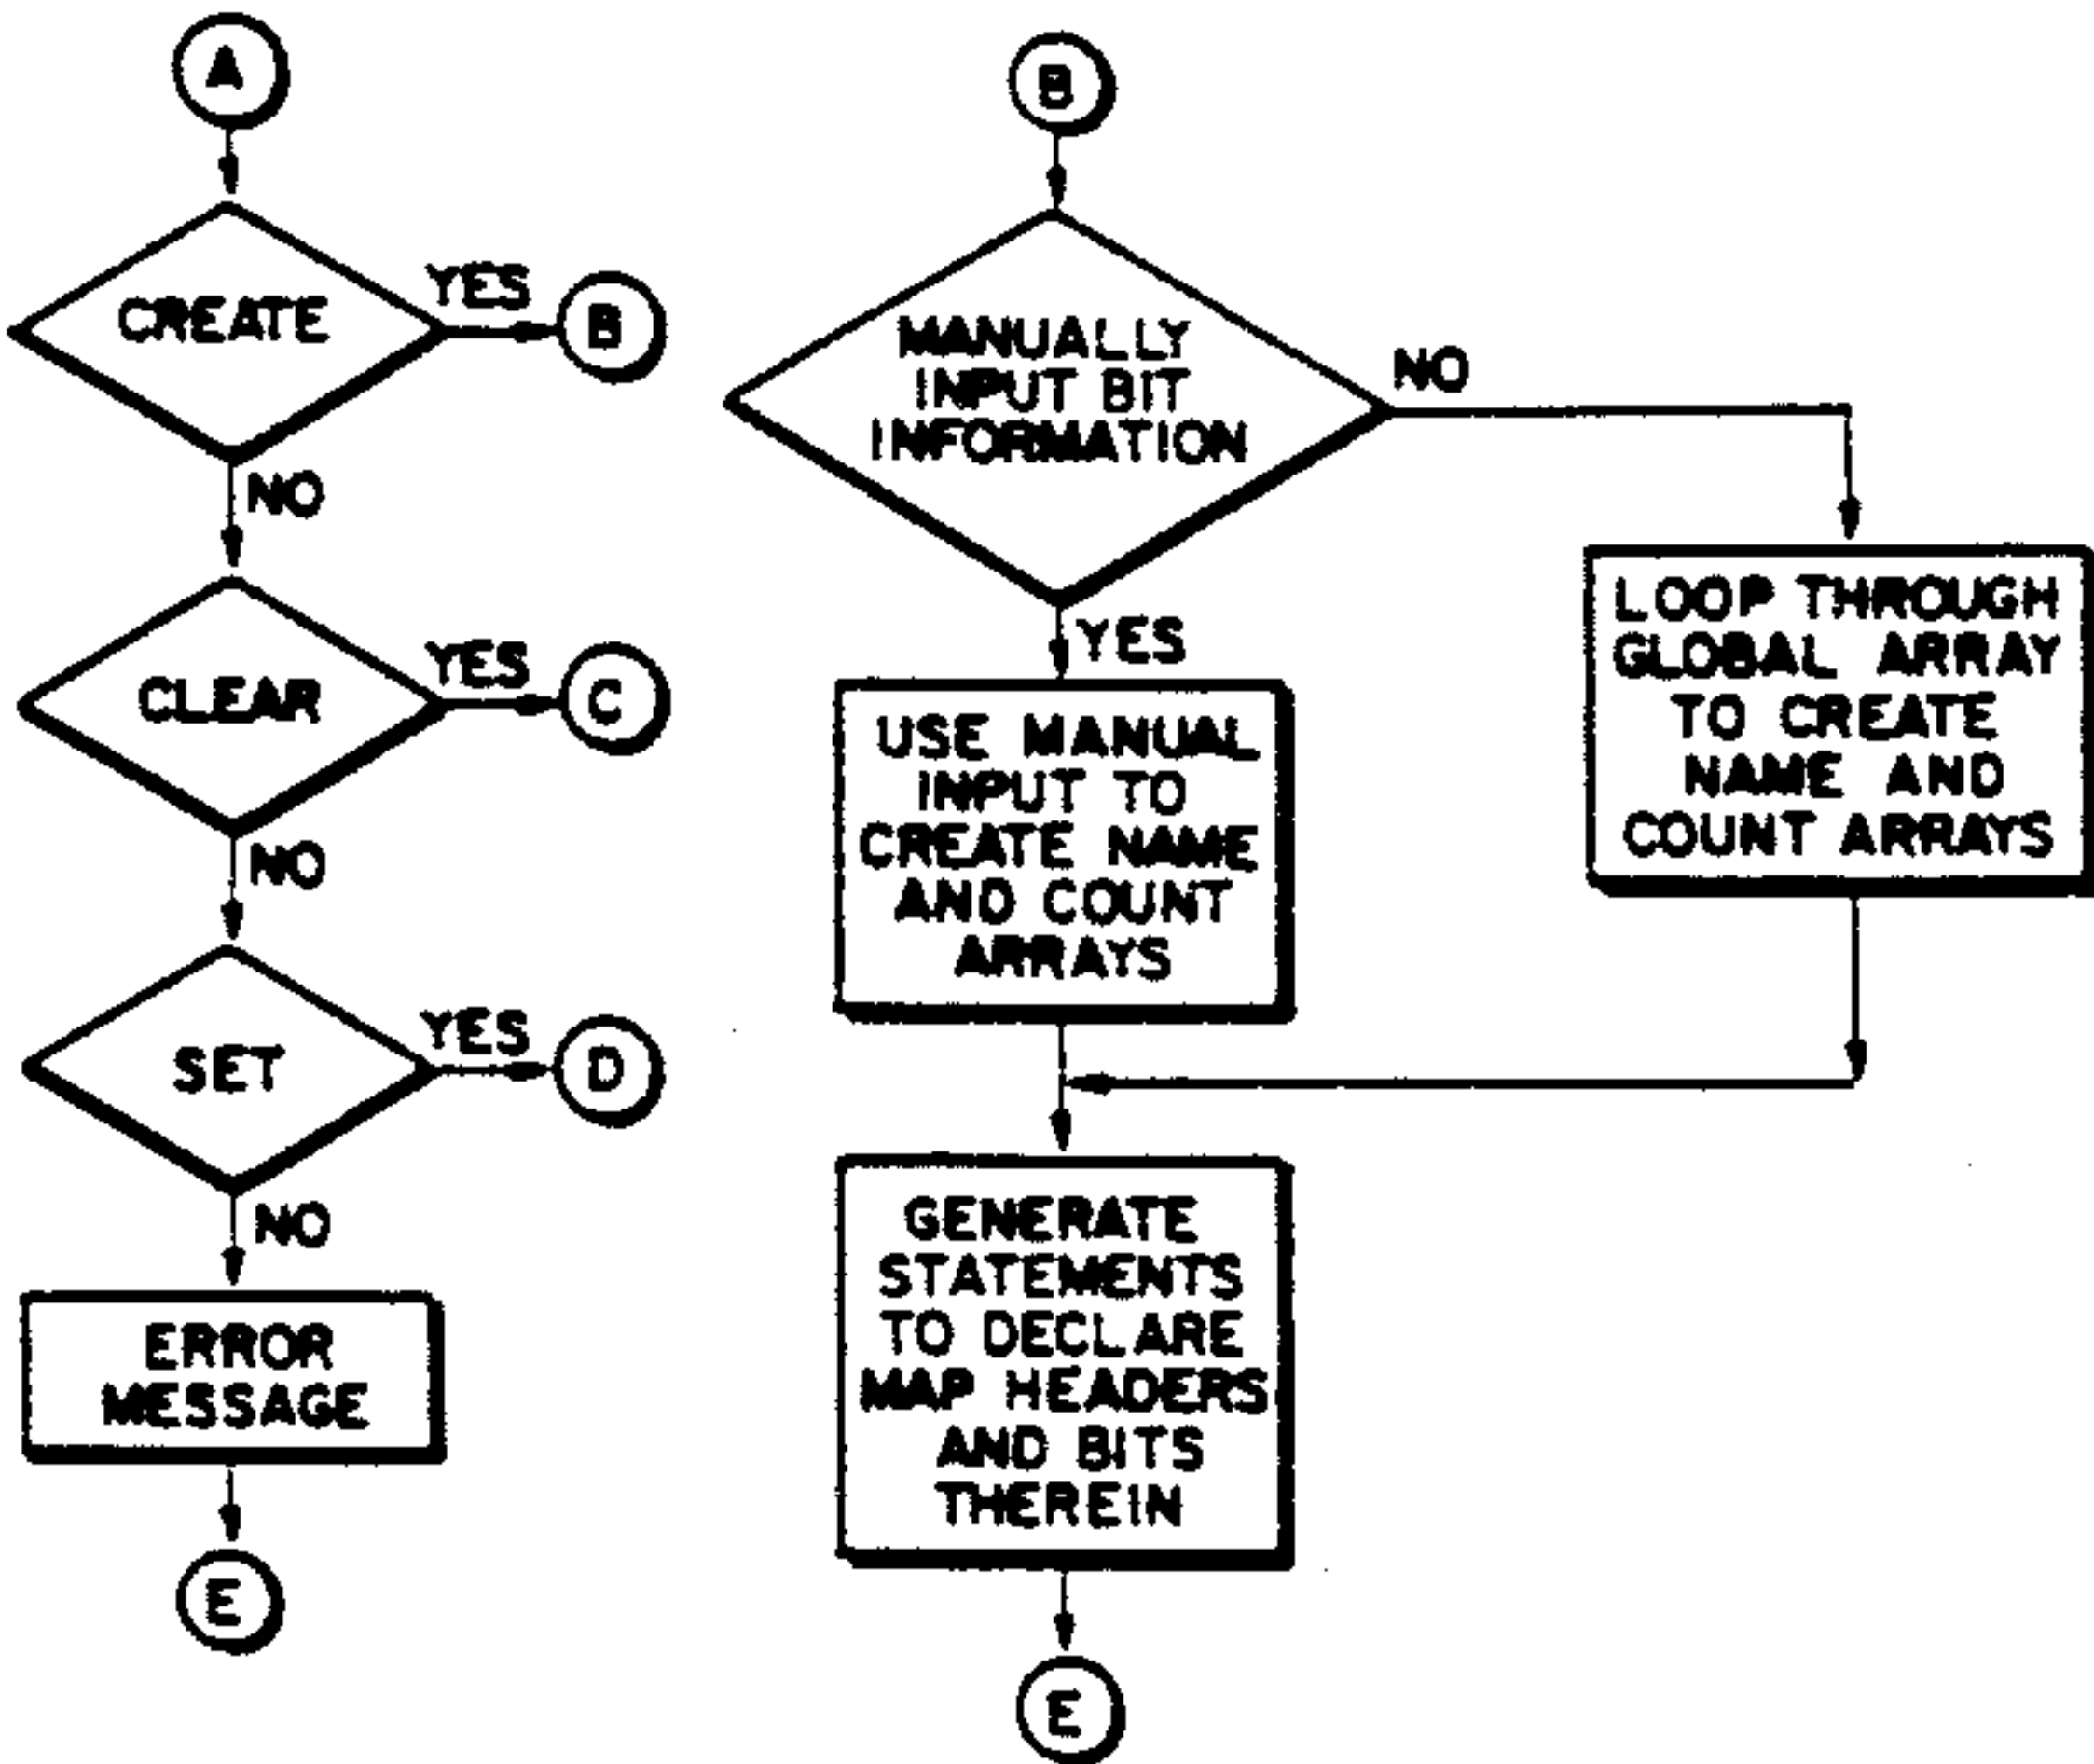 A
CREATE
YES
B
NO
CLEAR
YES
C
NO
SET
YES
D
NO
ERROR
MESSAGE
E
B
MANUALLY
INPUT BIT
INFORMATION
NO
YES
USE MANUAL
INPUT TO
CREATE NAME
AND COUNT
ARRAYS
LOOP THROUGH
GLOBAL ARRAY
TO CREATE
NAME AND
COUNT ARRAYS
GENERATE
STATEMENTS
TO DECLARE
MAP HEADERS
AND BITS
THEREIN
E